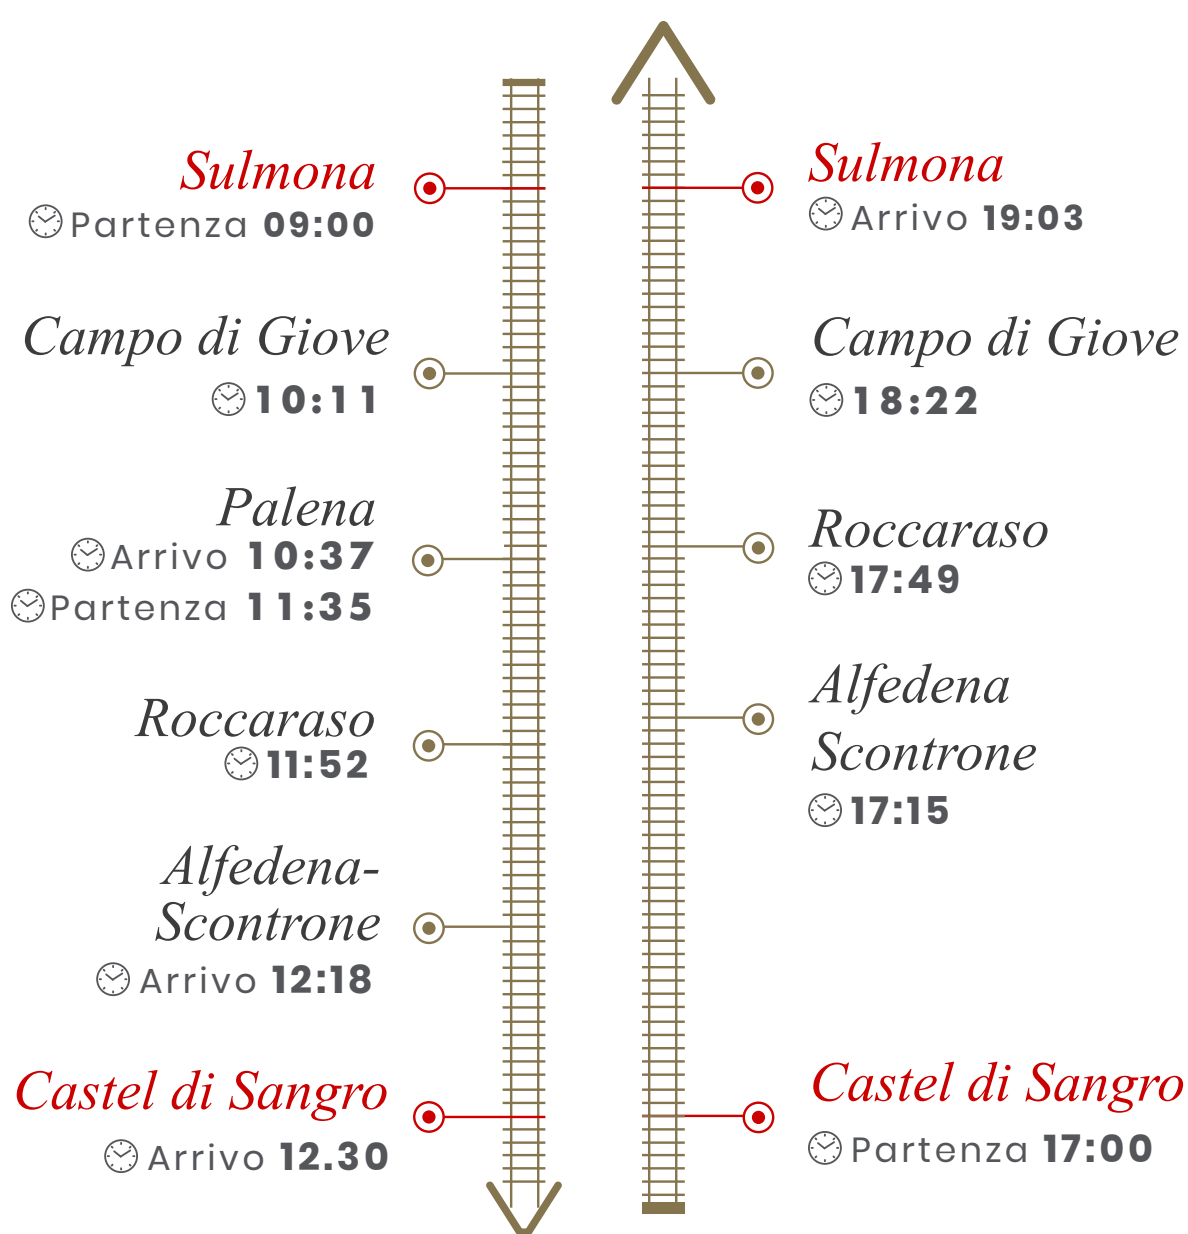 Sulmona
Partenza 09:00
Campo di Giove
10:11
Palena
Arrivo 10:37
Partenza 11:35
Roccaraso
11:52
Alfedena-
Scontrone
Arrivo 12:18
Castel di Sangro
Arrivo 12.30
Sulmona
Arrivo 19:03
Campo di Giove
18:22
Roccaraso
17:49
Alfedena
Scontrone
17:15
Castel di Sangro
Partenza 17:00